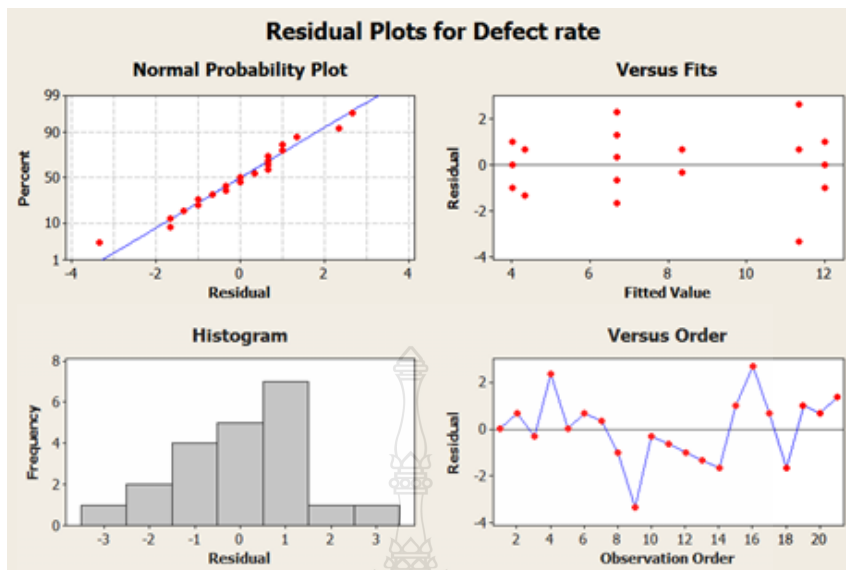 Residual Plots for Defect rate
Normal Probability Plot
99
90
50
10
1
Percent
-4 -2 0 2 4
Residual
Versus Fits
2
0
-2
-4
Residual
4 6 8 10 12
Fitted Value
Histogram
8
6
4
2
0
Frequency
-3 -2 -1 0 1 2 3
Residual
Versus Order
2
0
-2
-4
Residual
2 4 6 8 10 12 14 16 18 20
Observation Order